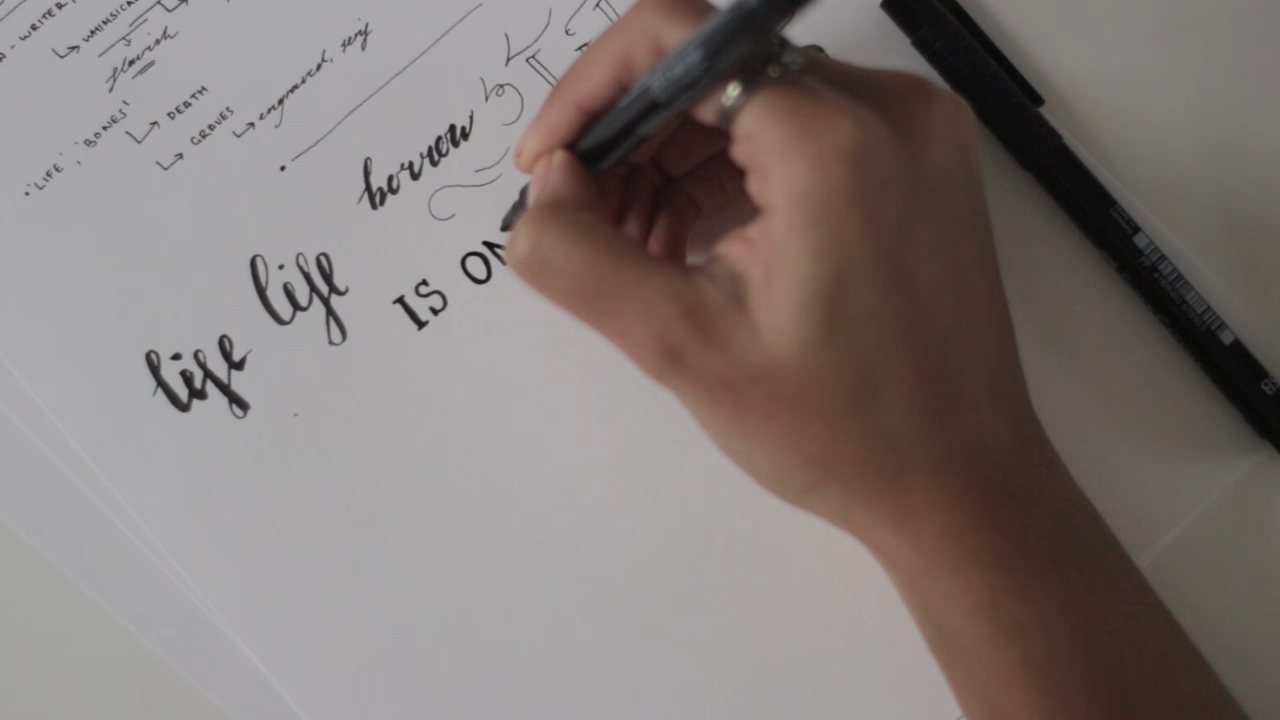 - WRITER,
↳ WHIMSICAL
flourish
• 'LIFE', 'BONES'
↳ DEATH
↳ GRAVES ↳ engraved, serif
borrow
life life IS ON